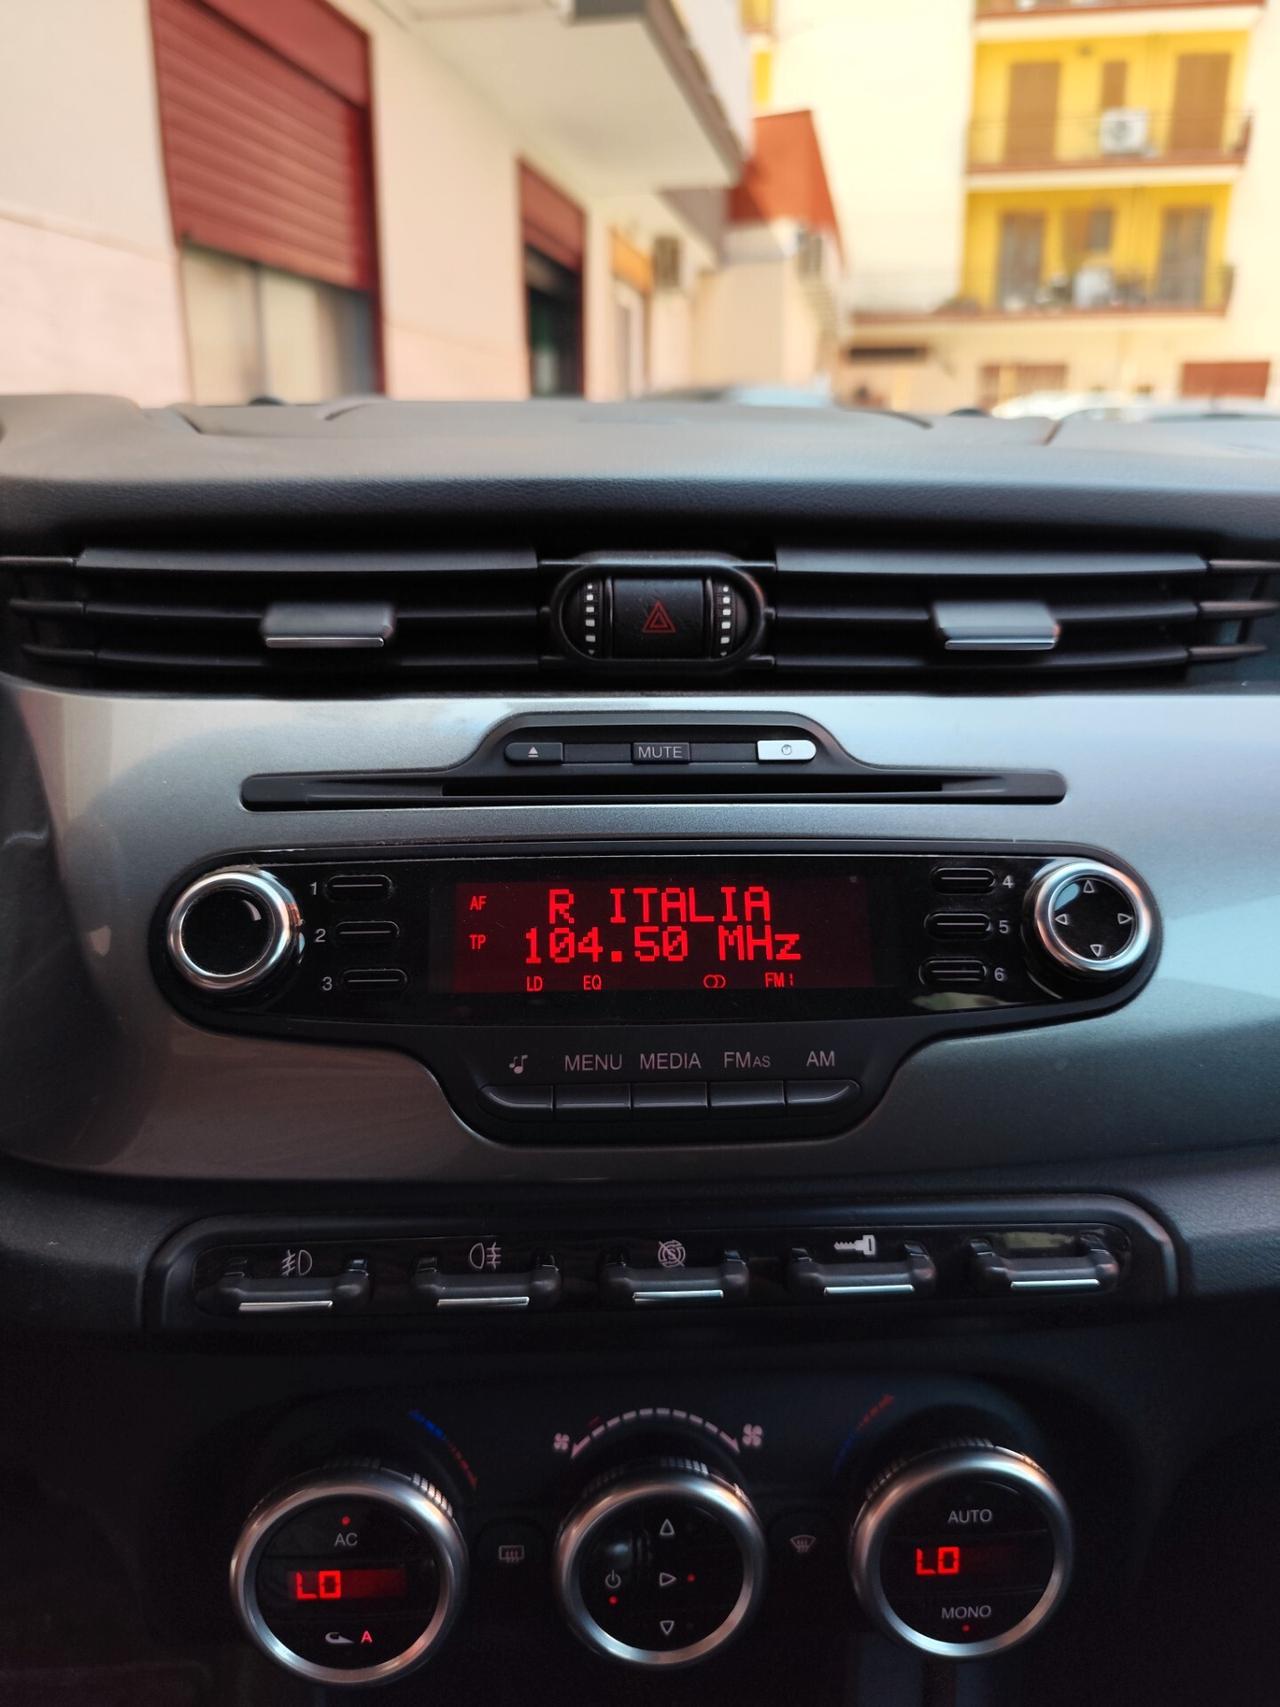 MUTE
1
2
3
AF
R ITALIA
TP
104.50 MHz
LD EQ FM1
4
5
6
MENU MEDIA FMAS AM
AC
LO
A
AUTO
LO
MONO